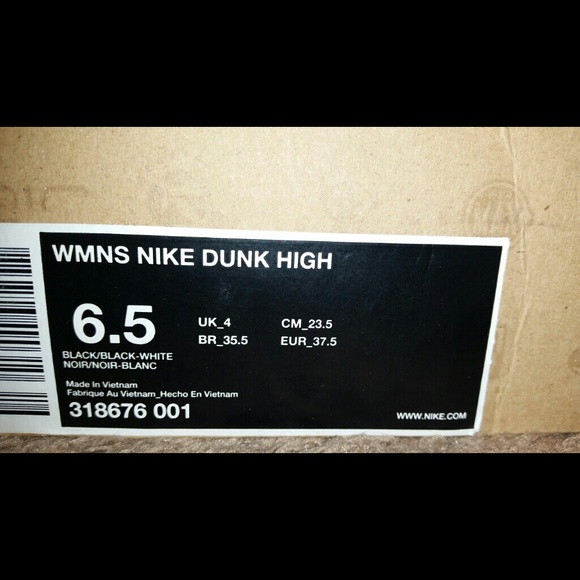 WMNS NIKE DUNK HIGH
6.5
UK_4 CM_23.5
BR_35.5 EUR_37.5
BLACK/BLACK-WHITE
NOIR/NOIR-BLANC
Made In Vietnam
Fabrique Au Vietnam_Hecho En Vietnam
318676 001
WWW.NIKE.COM